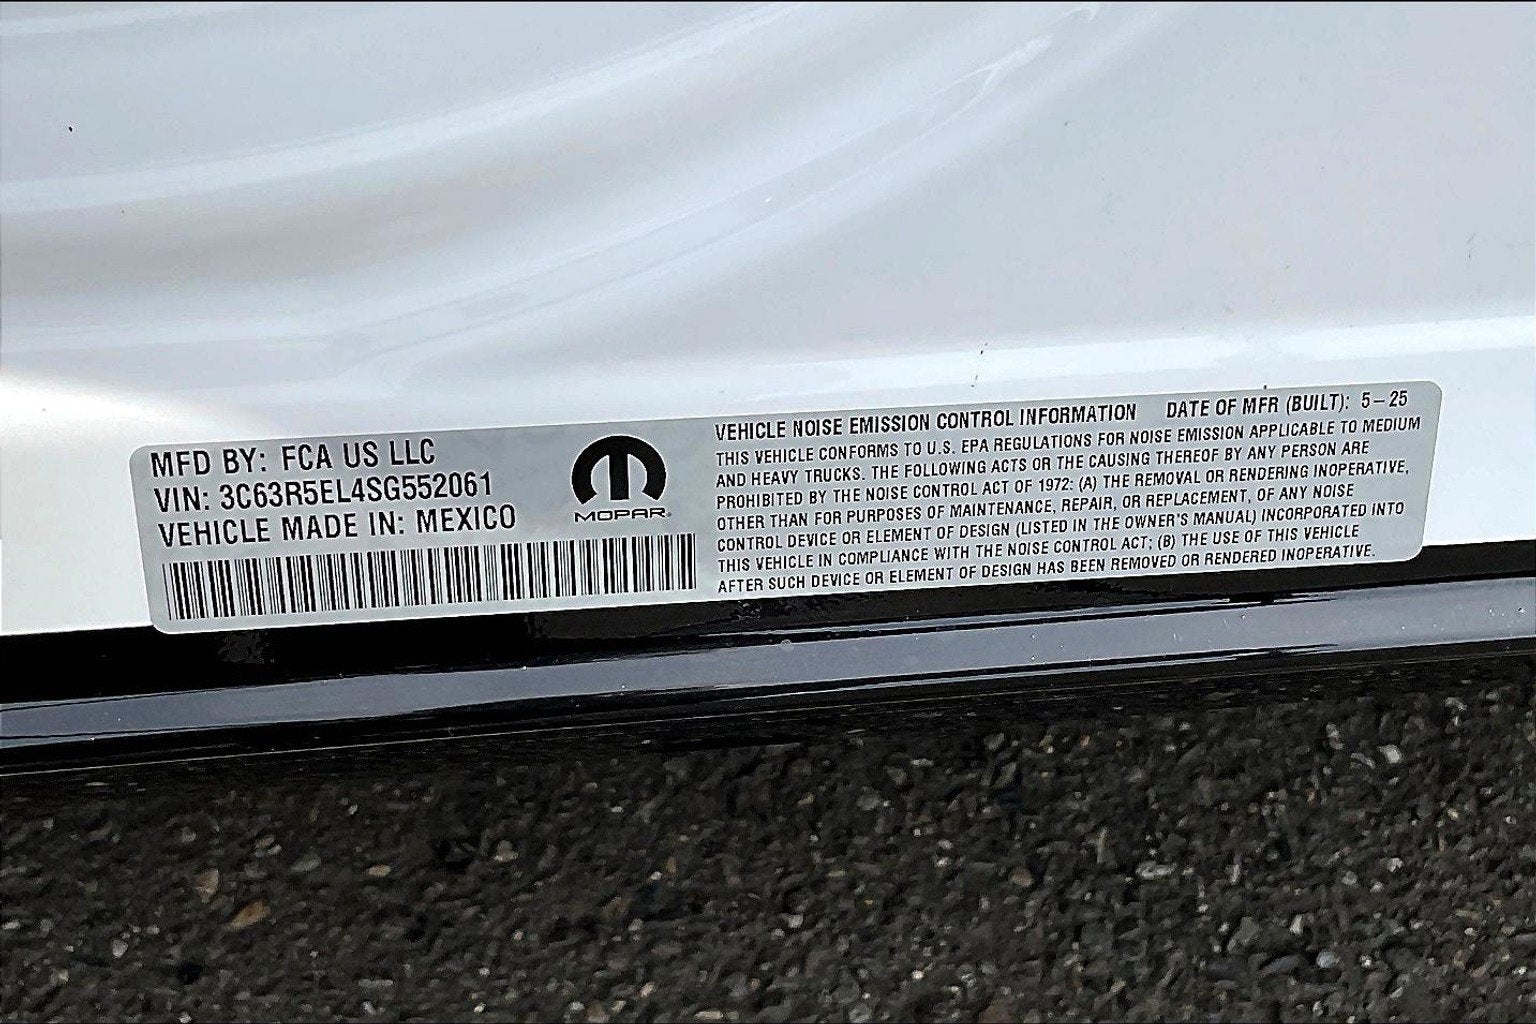 MFD BY: FCA US LLC
VIN: 3C63R5EL4SG552061
VEHICLE MADE IN: MEXICO
MOPAR
VEHICLE NOISE EMISSION CONTROL INFORMATION DATE OF MFR (BUILT): 5-25
THIS VEHICLE CONFORMS TO U.S. EPA REGULATIONS FOR NOISE EMISSION APPLICABLE TO MEDIUM
AND HEAVY TRUCKS. THE FOLLOWING ACTS OR THE CAUSING THEREOF BY ANY PERSON ARE
PROHIBITED BY THE NOISE CONTROL ACT OF 1972: (A) THE REMOVAL OR RENDERING INOPERATIVE,
OTHER THAN FOR PURPOSES OF MAINTENANCE, REPAIR, OR REPLACEMENT, OF ANY NOISE
CONTROL DEVICE OR ELEMENT OF DESIGN (LISTED IN THE OWNER'S MANUAL) INCORPORATED INTO
THIS VEHICLE IN COMPLIANCE WITH THE NOISE CONTROL ACT; (B) THE USE OF THIS VEHICLE
AFTER SUCH DEVICE OR ELEMENT OF DESIGN HAS BEEN REMOVED OR RENDERED INOPERATIVE.